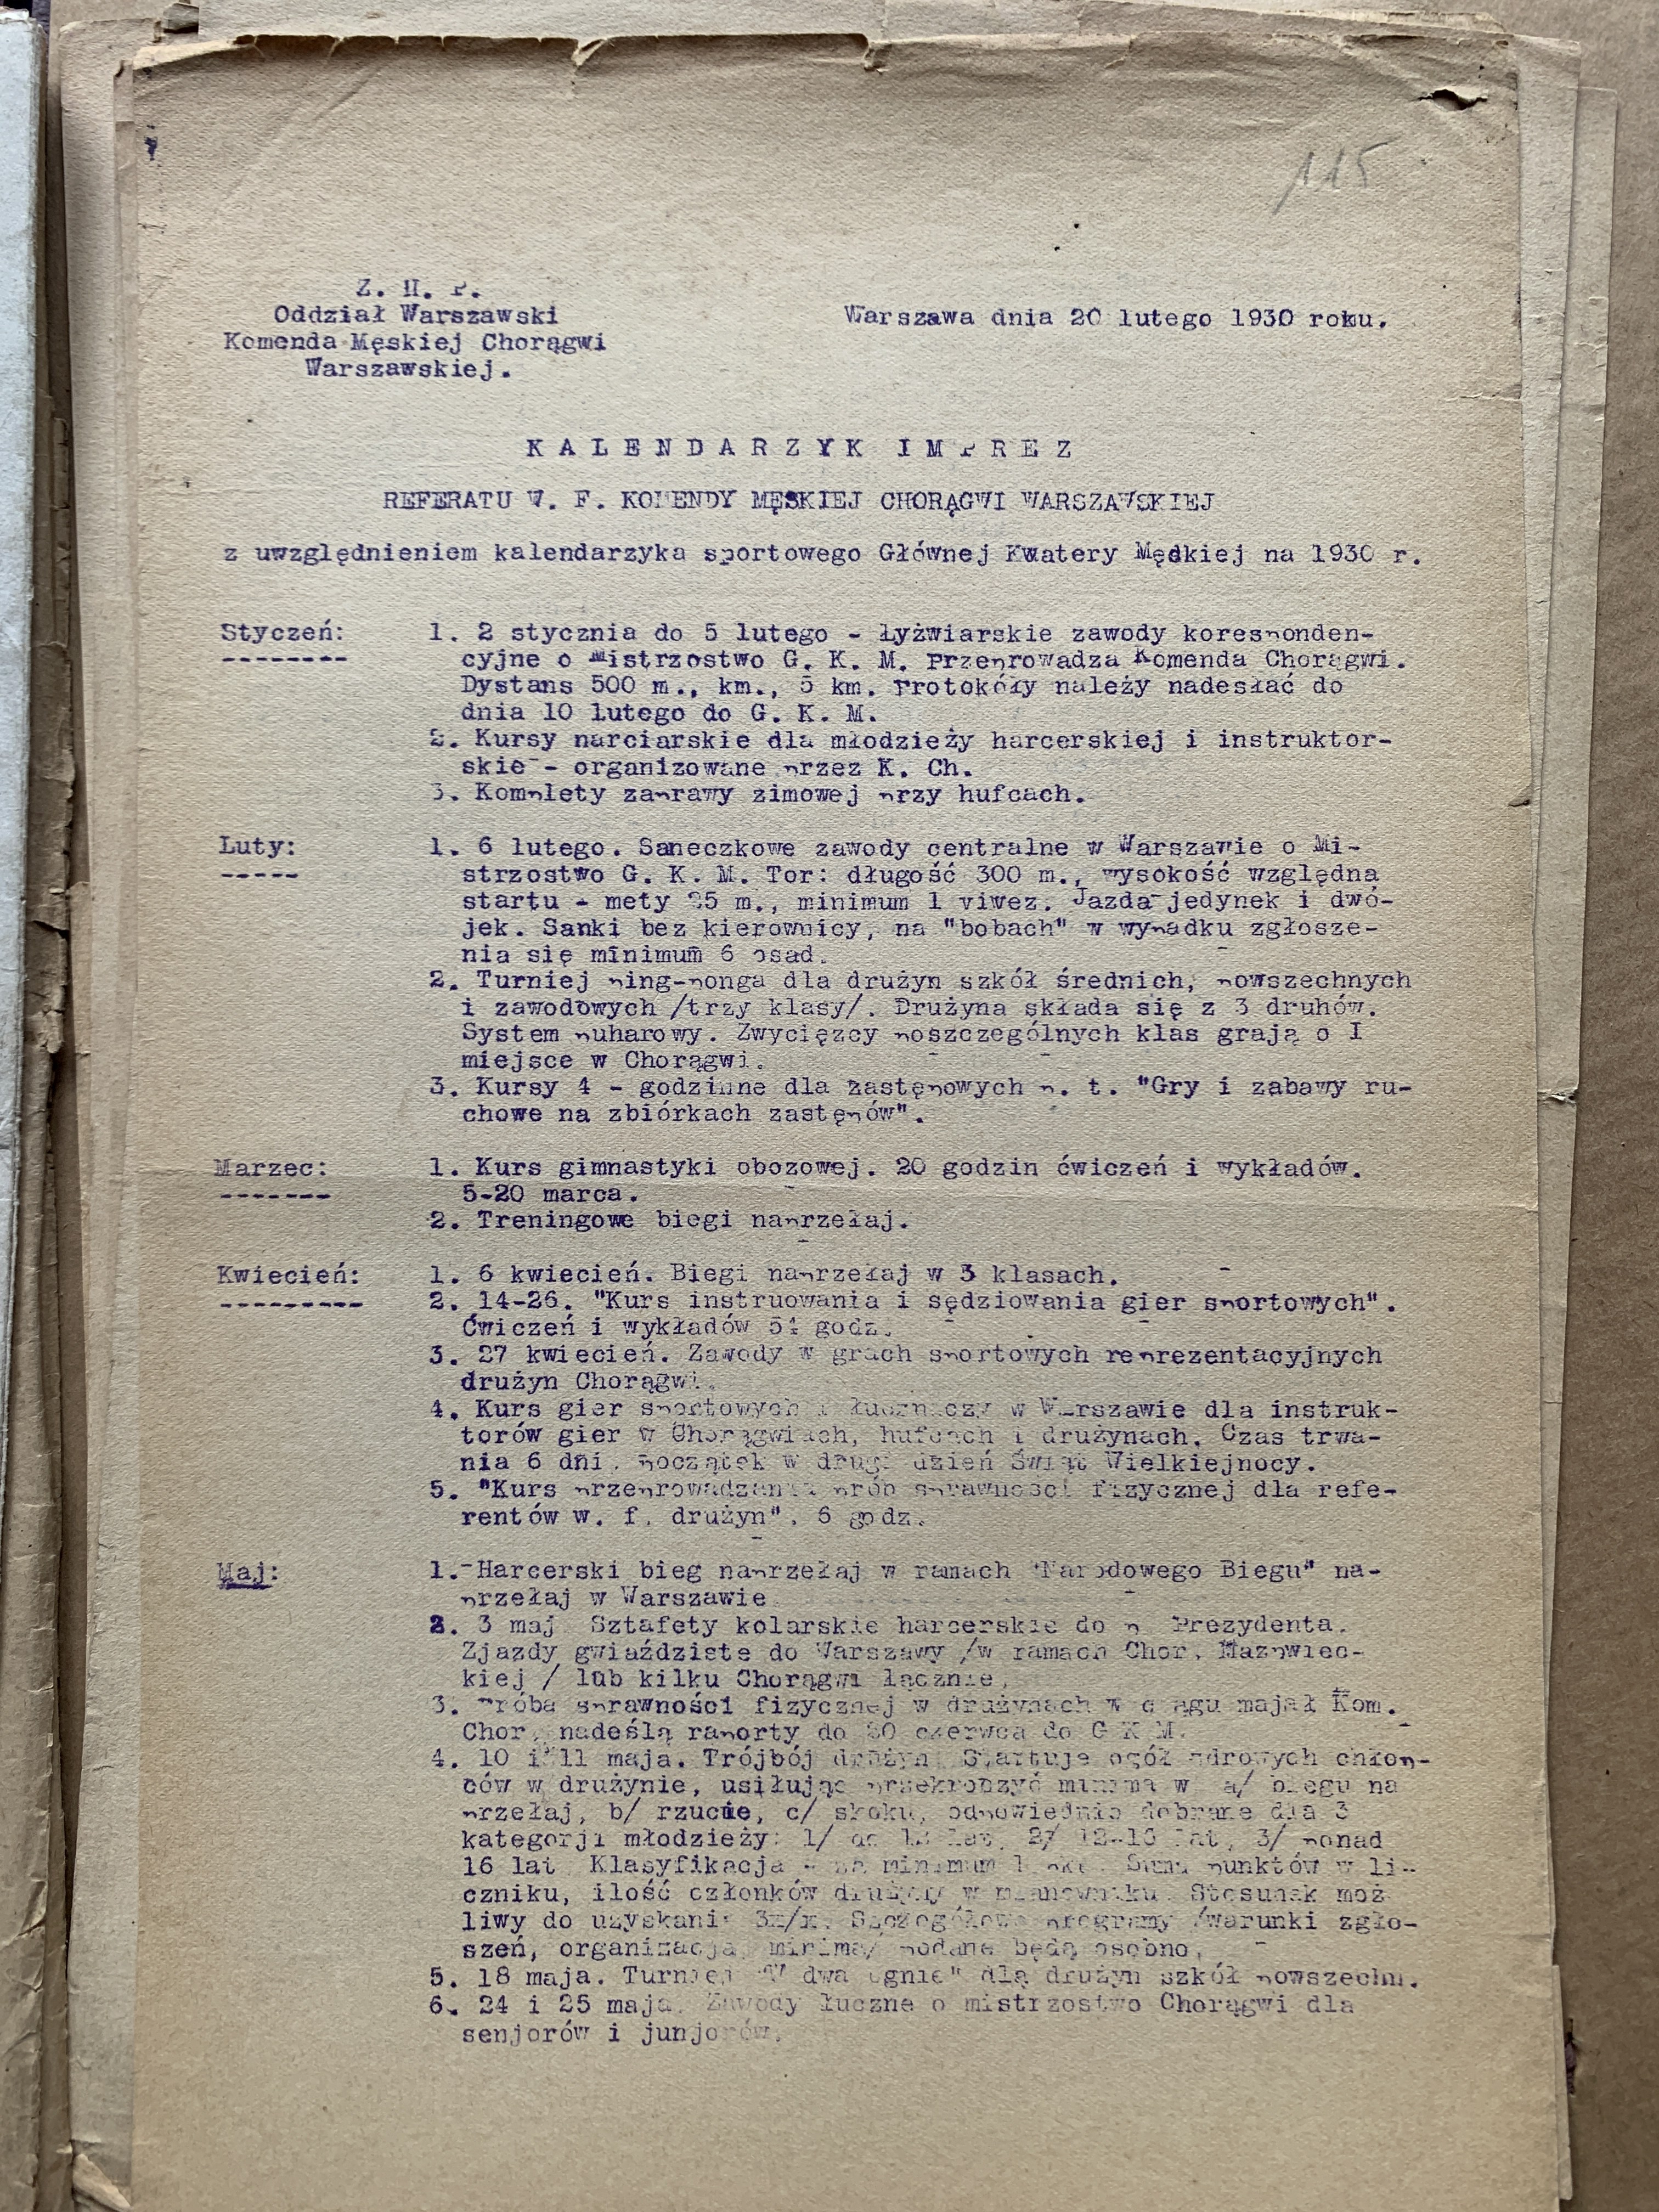 115
Z. H. P.
Oddział Warszawski
Komenda Męskiej Chorągwi
Warszawskiej.
Warszawa dnia 20 lutego 1930 roku.
K A L E N D A R Z Y K I M P R E Z
REFERATU W. F. KOMENDY MĘSKIEJ CHORĄGWI WARSZAWSKIEJ
z uwzględnieniem kalendarzyka sportowego Głównej Kwatery Mędkiej na 1930 r.
Styczeń:
1. 2 stycznia do 5 lutego - Łyżwiarskie zawody koresponden-
cyjne o Mistrzostwo G. K. M. Przeprowadza Komenda Chorągwi.
Dystans 500 m., km., 5 km. Protokóły należy nadesłać do
dnia 10 lutego do G. K. M.
2. Kursy narciarskie dla młodzieży harcerskiej i instruktor-
skie - organizowane przez K. Ch.
3. Komplety zaprawy zimowej przy hufcach.
Luty:
1. 6 lutego. Saneczkowe zawody centralne w Warszawie o Mi-
strzostwo G. K. M. Tor: długość 300 m., wysokość względna
startu - mety 25 m., minimum 1 viwez. Jazda jedynek i dwó-
jek. Sanki bez kierownicy, na "bobach" w wypadku zgłosze-
nia się minimum 6 osad.
2. Turniej ping-ponga dla drużyn szkół średnich, powszechnych
i zawodowych /trzy klasy/. Drużyna składa się z 3 druhów.
System puharowy. Zwycięzcy poszczególnych klas grają o I
miejsce w Chorągwi.
3. Kursy 4 - godzinne dla zastępowych p. t. "Gry i zabawy ru-
chowe na zbiórkach zastępów".
Marzec:
1. Kurs gimnastyki obozowej. 20 godzin ćwiczeń i wykładów.
5-20 marca.
2. Treningowe biegi naprzełaj.
Kwiecień:
1. 6 kwiecień. Biegi naprzełaj w 3 klasach.
2. 14-26. "Kurs instruowania i sędziowania gier sportowych".
Ćwiczeń i wykładów 54 godz.
3. 27 kwiecień. Zawody w grach sportowych reprezentacyjnych
drużyn Chorągwi.
4. Kurs gier sportowych i łuczniczy w Warszawie dla instruk-
torów gier w Chorągwiach, hufcach i drużynach. Czas trwa-
nia 6 dni. Początek w drugi dzień Świąt Wielkiejnocy.
5. "Kurs przeprowadzania prób sprawności fizycznej dla refe-
rentów w. f. drużyn". 6 godz.
Maj:
1. Harcerski bieg naprzełaj w ramach "Narodowego Biegu" na-
przełaj w Warszawie
2. 3 maj Sztafety kolarskie harcerskie do p. Prezydenta.
Zjazdy gwiaździste do Warszawy /w ramach Chor. Mazowiec-
kiej / lub kilku Chorągwi łącznie.
3. Próba sprawności fizycznej w drużynach w ciągu majał Kom.
Chor. nadeślą raporty do 30 czerwca do G K M.
4. 10 i 11 maja. Trójbój drużyn. Startuje ogół zdrowych chłop-
ców w drużynie, usiłując przekroczyć minima w a/ biegu na
przełaj, b/ rzucie, c/ skoku, odpowiednio dobrane dla 3
kategorji młodzieży: 1/ do 12 lat, 2/ 12-16 lat, 3/ ponad
16 lat Klasyfikacja - za minimum 1 pkt. Suma punktów w li-
czniku, ilość członków drużyny w mianowniku. Stosunek moż
liwy do uzyskania 3x/x. Szczegółowe programy /warunki zgło-
szeń, organizacja, minima/ podane będą osobno.
5. 18 maja. Turniej "W dwa ognie" dla drużyn szkół powszechn.
6. 24 i 25 maja. Zawody łuczne o mistrzostwo Chorągwi dla
senjorów i junjorów.